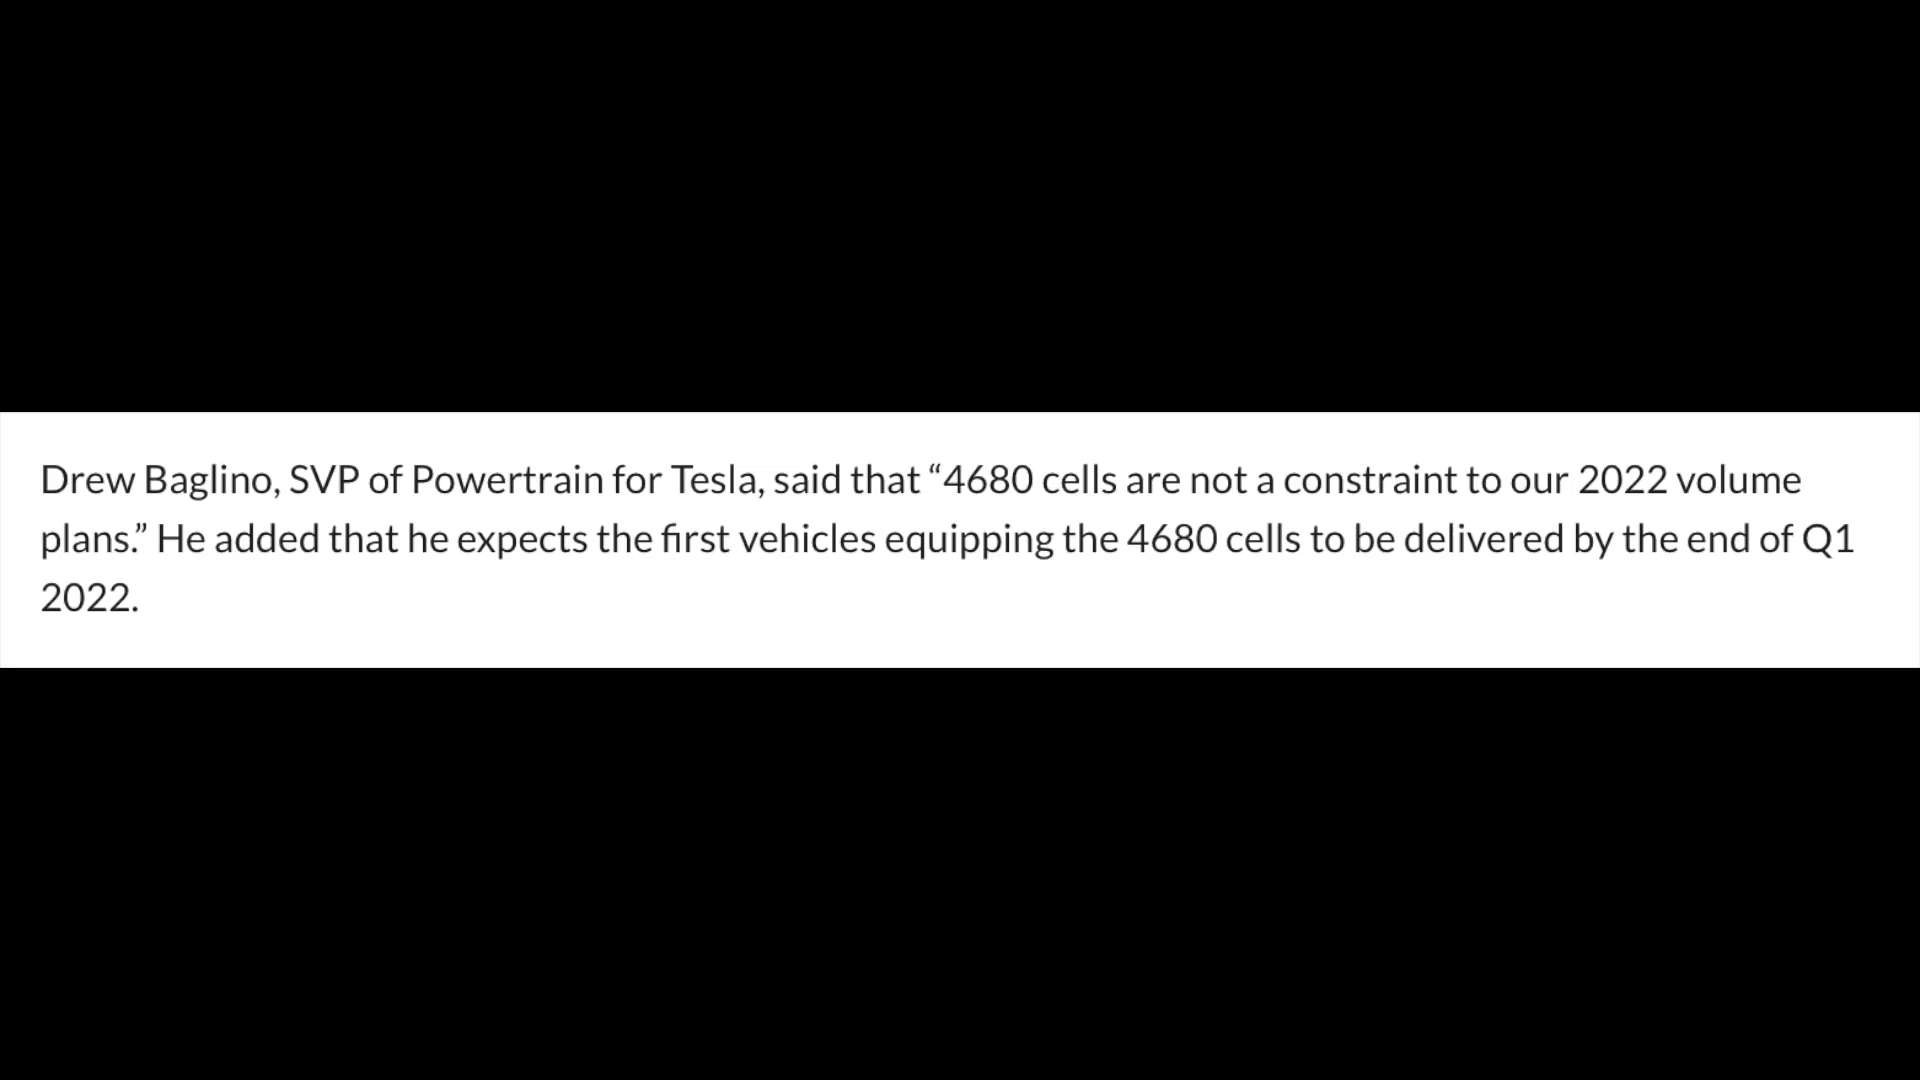 Drew Baglino, SVP of Powertrain for Tesla, said that “4680 cells are not a constraint to our 2022 volume
plans.” He added that he expects the first vehicles equipping the 4680 cells to be delivered by the end of Q1
2022.